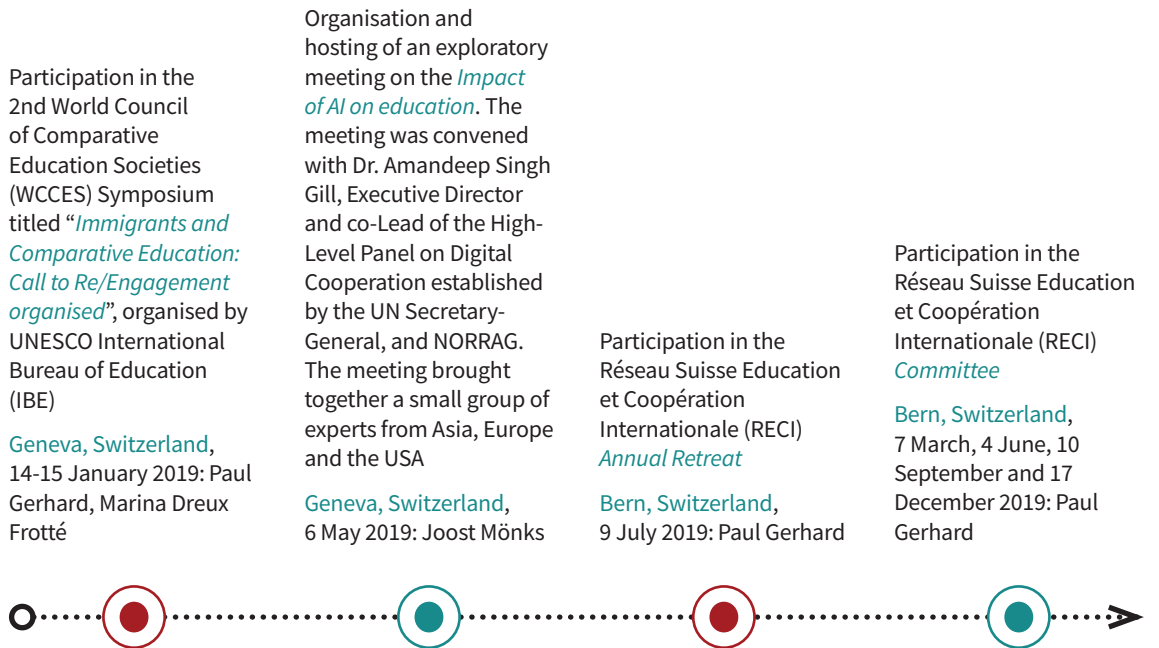 Participation in the
2nd World Council
of Comparative
Education Societies
(WCCES) Symposium
titled “Immigrants and
Comparative Education:
Call to Re/Engagement
organised”, organised by
UNESCO International
Bureau of Education
(IBE)
Geneva, Switzerland,
14-15 January 2019: Paul
Gerhard, Marina Dreux
Frotté
Organisation and
hosting of an exploratory
meeting on the Impact
of AI on education. The
meeting was convened
with Dr. Amandeep Singh
Gill, Executive Director
and co-Lead of the High-
Level Panel on Digital
Cooperation established
by the UN Secretary-
General, and NORRAG.
The meeting brought
together a small group of
experts from Asia, Europe
and the USA
Geneva, Switzerland,
6 May 2019: Joost Mönks
Participation in the
Réseau Suisse Education
et Coopération
Internationale (RECI)
Annual Retreat
Bern, Switzerland,
9 July 2019: Paul Gerhard
Participation in the
Réseau Suisse Education
et Coopération
Internationale (RECI)
Committee
Bern, Switzerland,
7 March, 4 June, 10
September and 17
December 2019: Paul
Gerhard